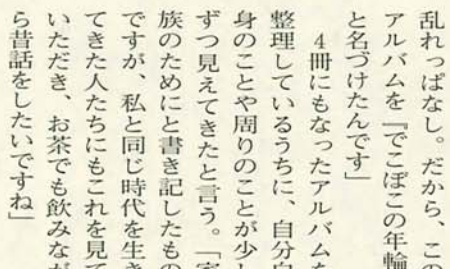 乱れっぱなし。だから、この
アルバムを『でこぼこの年輪
と名づけたんです」
4冊にもなったアルバムを
整理しているうちに、自分自
身のことや周りのことが少し
ずつ見えてきたと言う。「家
族のためにと書き記したもの
ですが、私と同じ時代を生き
てきた人たちにもこれを見て
いただき、お茶でも飲みなが
ら昔話をしたいですね」